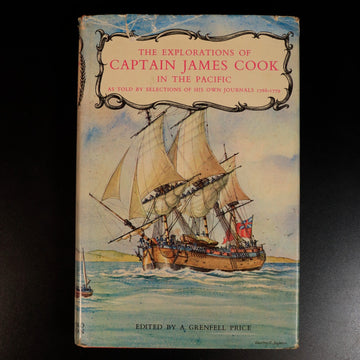 THE EXPLORATIONS OF
CAPTAIN JAMES COOK
IN THE PACIFIC
AS TOLD BY SELECTIONS OF HIS OWN JOURNALS 1768-1779
EDITED BY A. GRENFELL PRICE